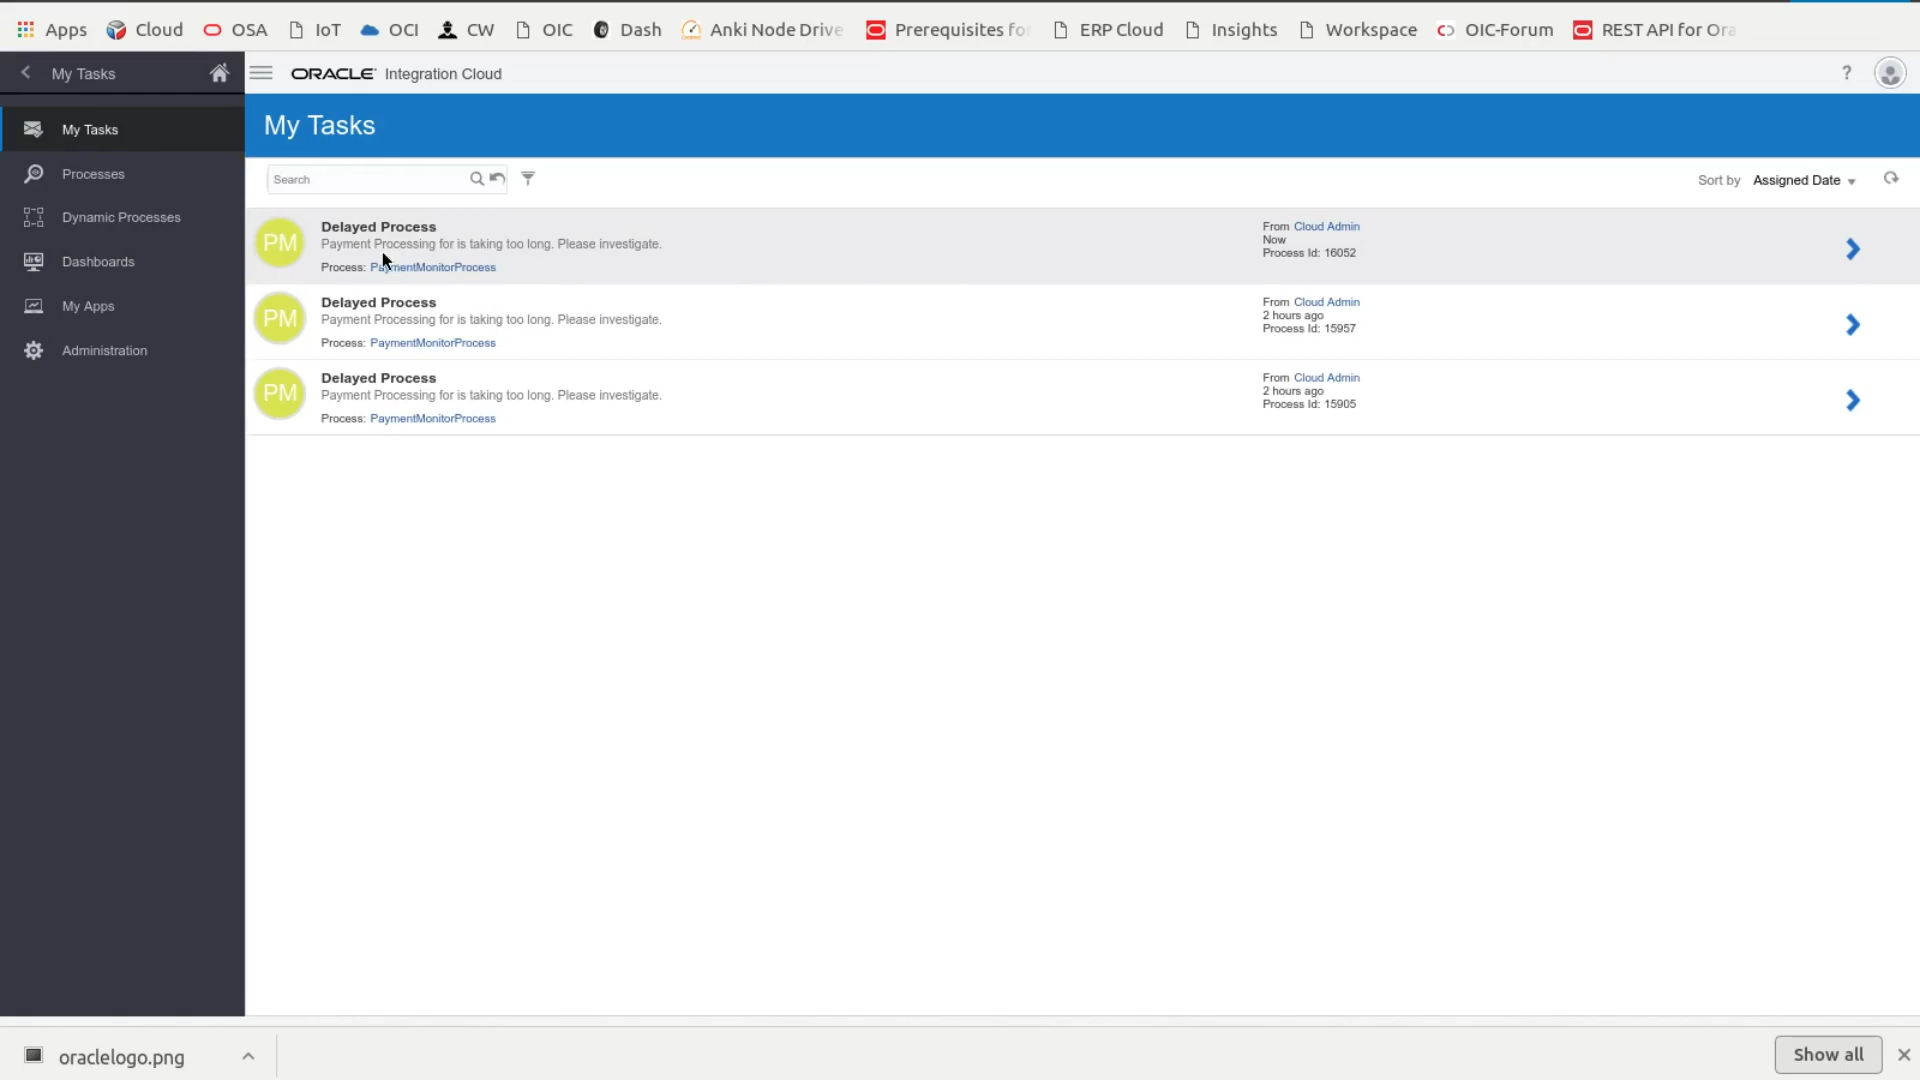 Apps Cloud OSA IoT OCI CW OIC Dash Anki Node Drive Prerequisites for ERP Cloud Insights Workspace OIC-Forum REST API for Ora
My Tasks ORACLE Integration Cloud ?
My Tasks
My Tasks
Processes
Dynamic Processes
Dashboards
My Apps
Administration
Search
Sort by Assigned Date
PM
Delayed Process
Payment Processing for is taking too long. Please investigate.
Process: PaymentMonitorProcess
From Cloud Admin
Now
Process Id: 16052
PM
Delayed Process
Payment Processing for is taking too long. Please investigate.
Process: PaymentMonitorProcess
From Cloud Admin
2 hours ago
Process Id: 15957
PM
Delayed Process
Payment Processing for is taking too long. Please investigate.
Process: PaymentMonitorProcess
From Cloud Admin
2 hours ago
Process Id: 15905
oraclelogo.png
Show all